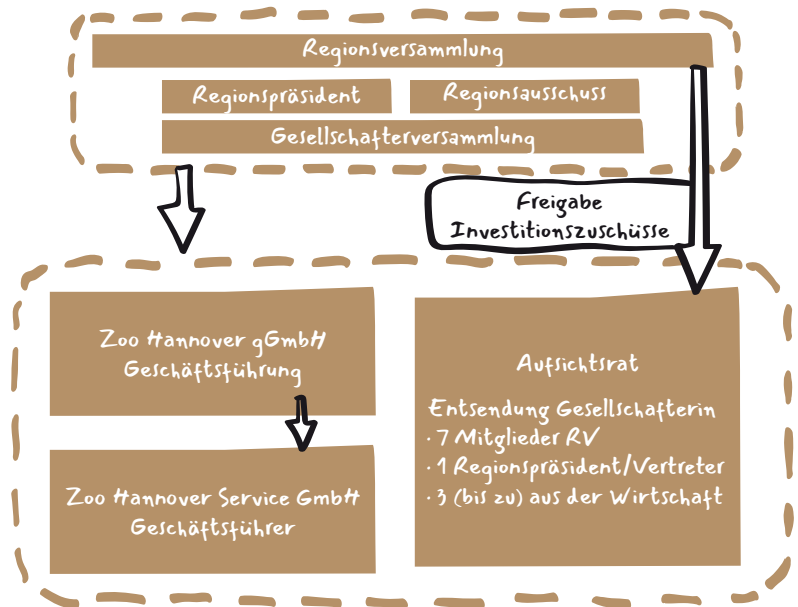 Regionsversammlung
Regionspräsident
Regionsausschuss
Gesellschafterversammlung
Freigabe
Investitionszuschüsse
Zoo Hannover gGmbH
Geschäftsführung
Zoo Hannover Service GmbH
Geschäftsführer
Aufsichtsrat
Entsendung Gesellschafterin
· 7 Mitglieder RV
· 1 Regionspräsident/Vertreter
· 3 (bis zu) aus der Wirtschaft